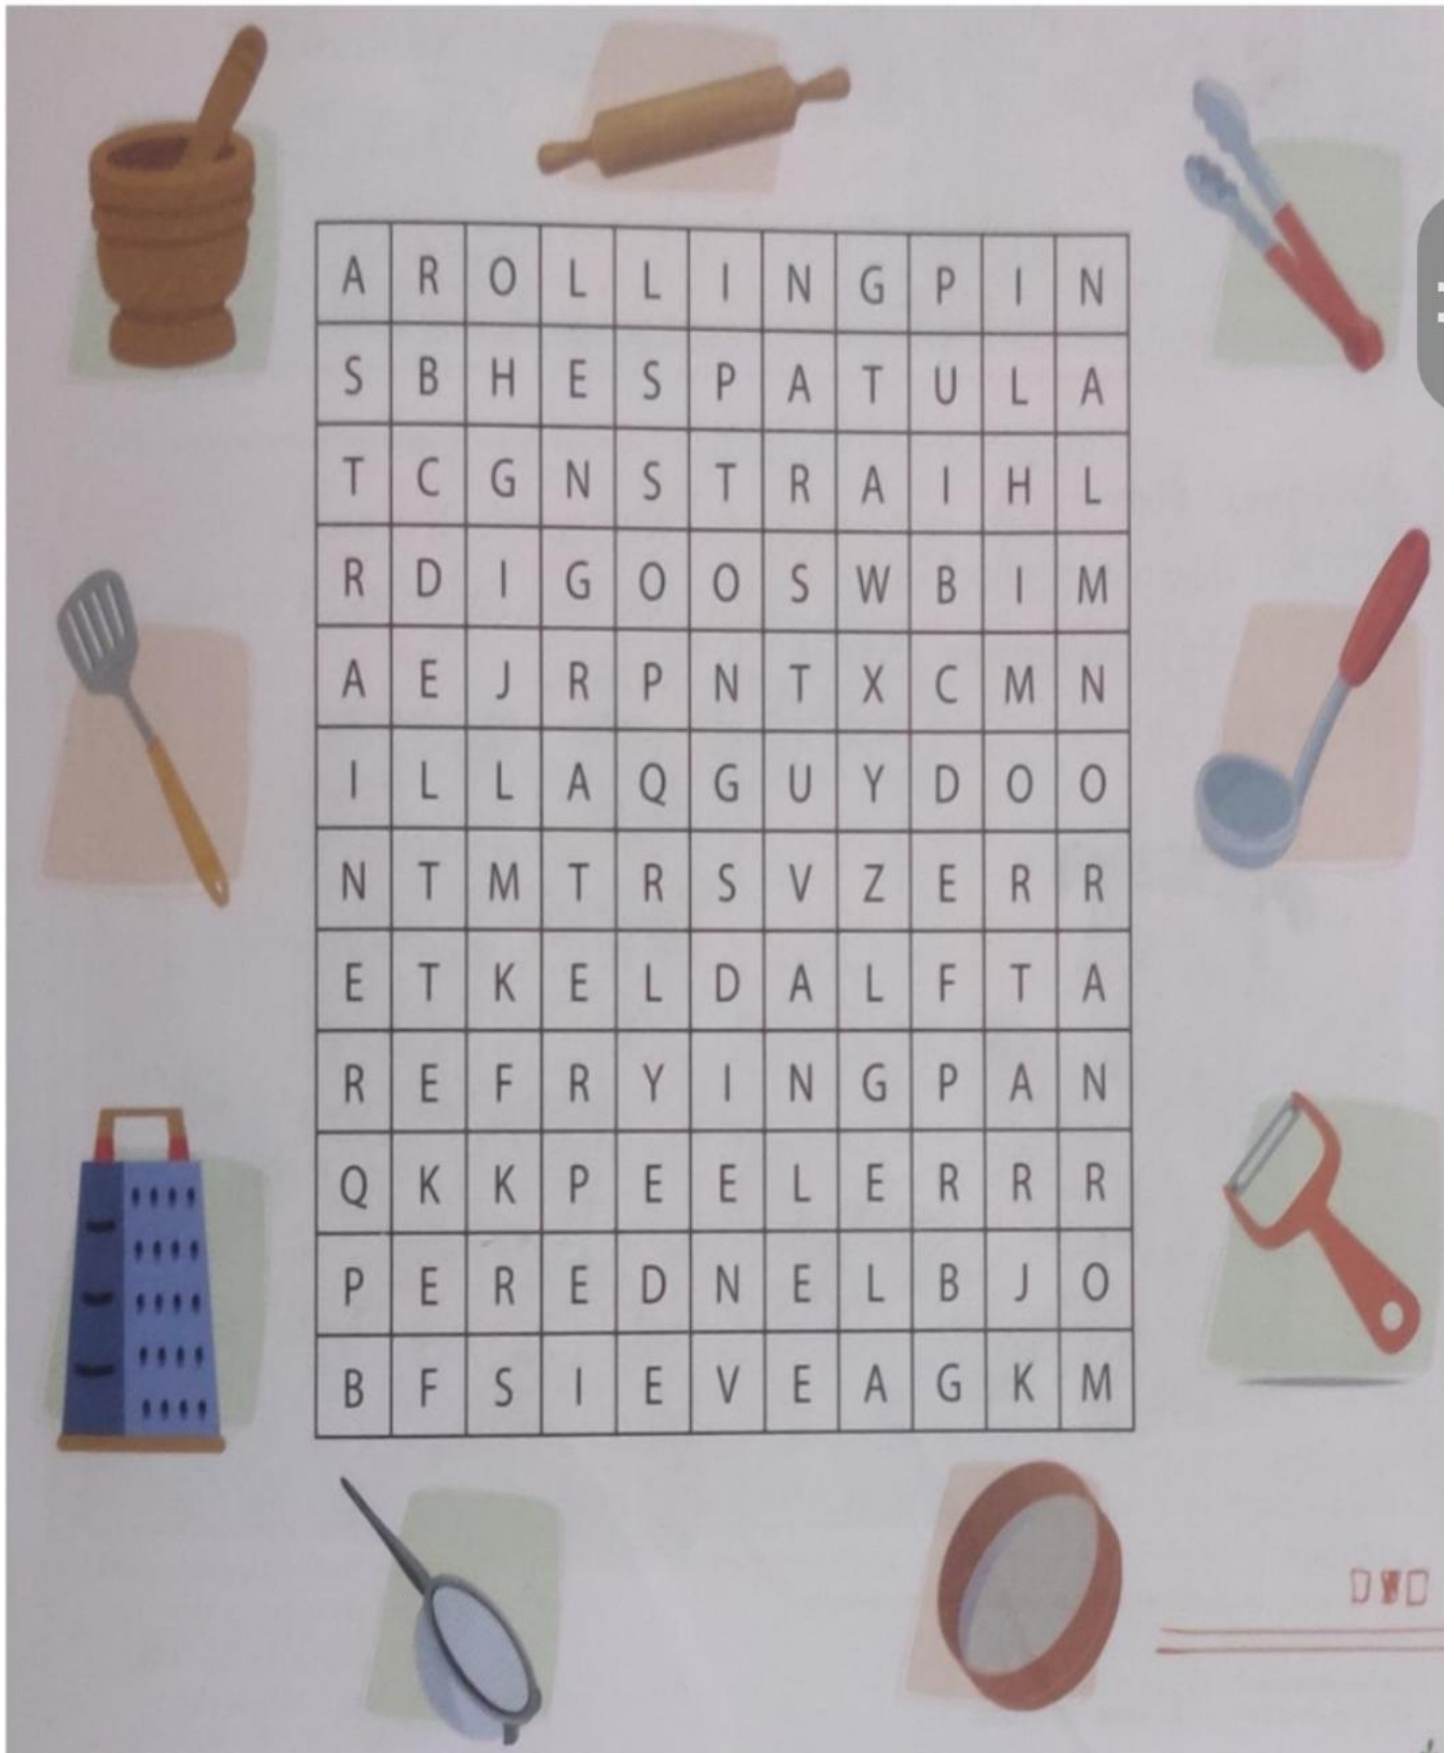 A R O L L I N G P I N
S B H E S P A T U L A
T C G N S T R A I H L
R D I G O O S W B I M
A E J R P N T X C M N
I L L A Q G U Y D O O
N T M T R S V Z E R R
E T K E L D A L F T A
R E F R Y I N G P A N
Q K K P E E L E R R R
P E R E D N E L B J O
B F S I E V E A G K M